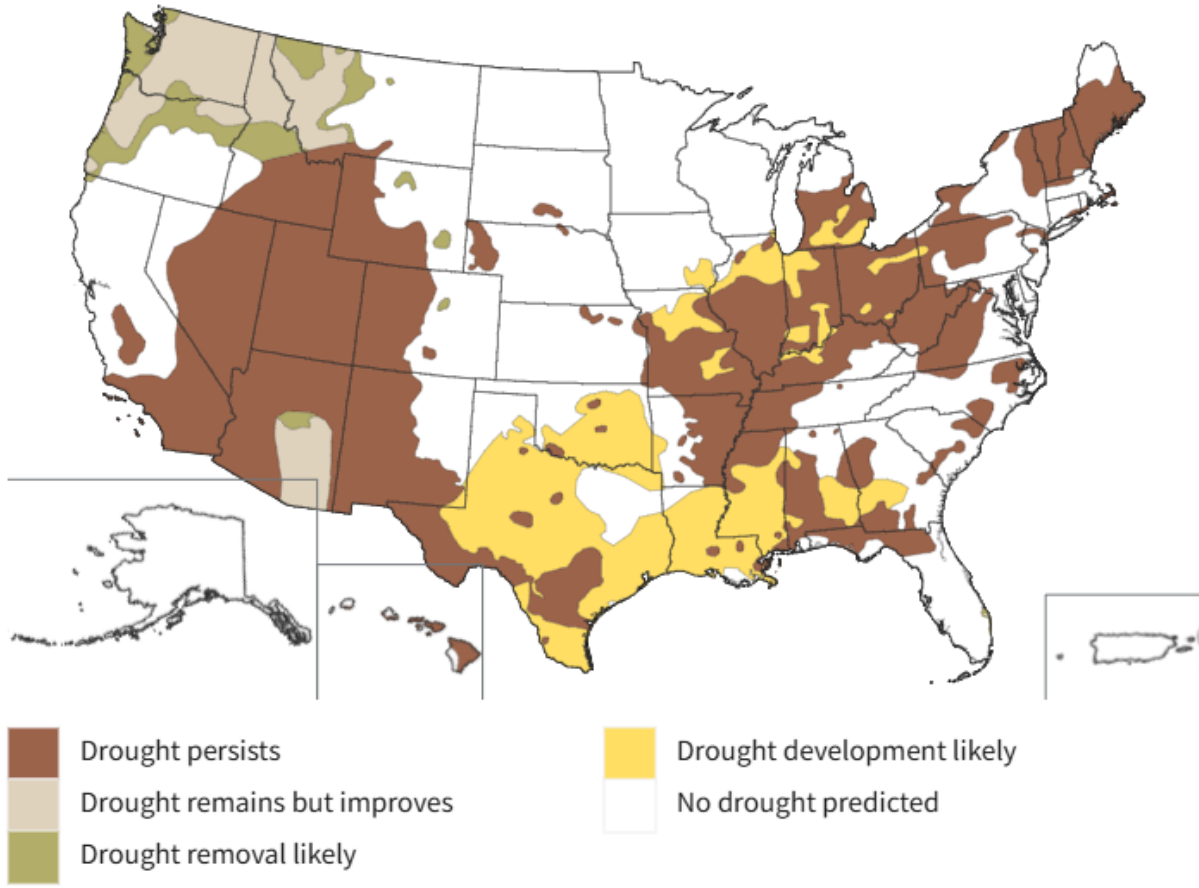 Drought persists
Drought remains but improves
Drought removal likely
Drought development likely
No drought predicted